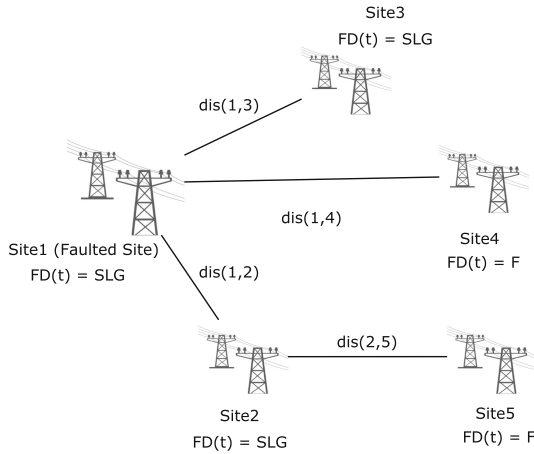 Site3
FD(t) = SLG
dis(1,3)
dis(1,4)
Site1 (Faulted Site)
FD(t) = SLG
Site4
FD(t) = F
dis(1,2)
dis(2,5)
Site2
FD(t) = SLG
Site5
FD(t) = F